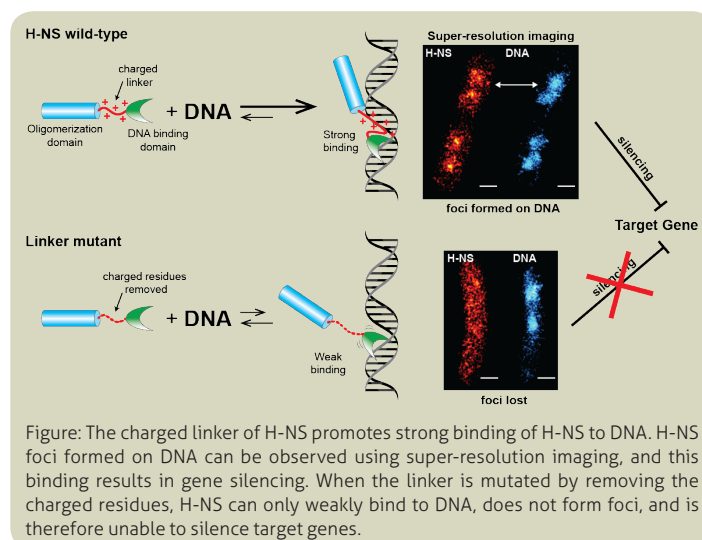 H-NS wild-type
charged
linker
+ + + + + +
Oligomerization
domain
DNA binding
domain
+ DNA
Strong
binding
+ + + +
Super-resolution imaging
H-NS DNA
foci formed on DNA
silencing
Target Gene
Linker mutant
charged residues
removed
+ DNA
Weak
binding
H-NS DNA
foci lost
silencing
Figure: The charged linker of H-NS promotes strong binding of H-NS to DNA. H-NS
foci formed on DNA can be observed using super-resolution imaging, and this
binding results in gene silencing. When the linker is mutated by removing the
charged residues, H-NS can only weakly bind to DNA, does not form foci, and is
therefore unable to silence target genes.